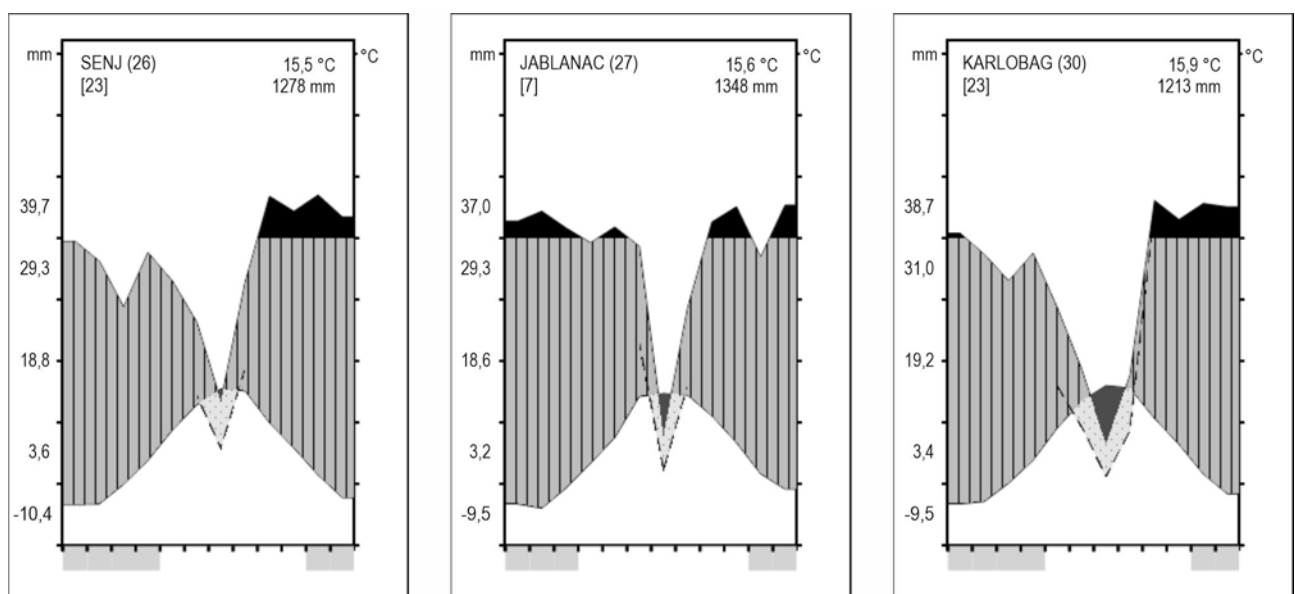 mm
°C
SENJ (26)
15,5 °C
[23]
1278 mm
39,7
29,3
18,8
3,6
-10,4
mm
°C
JABLANAC (27)
15,6 °C
[7]
1348 mm
37,0
29,3
18,6
3,2
-9,5
mm
°C
KARLOBAG (30)
15,9 °C
[23]
1213 mm
38,7
31,0
19,2
3,4
-9,5